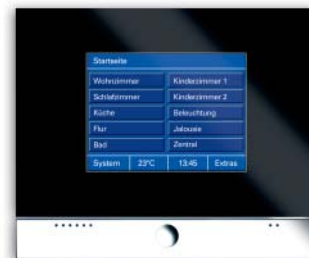 Startseite
Wohnzimmer Kinderzimmer 1
Schlafzimmer Kinderzimmer 2
Küche Beleuchtung
Flur Jalousie
Bad Zentral
System 23°C 13:45 Extras